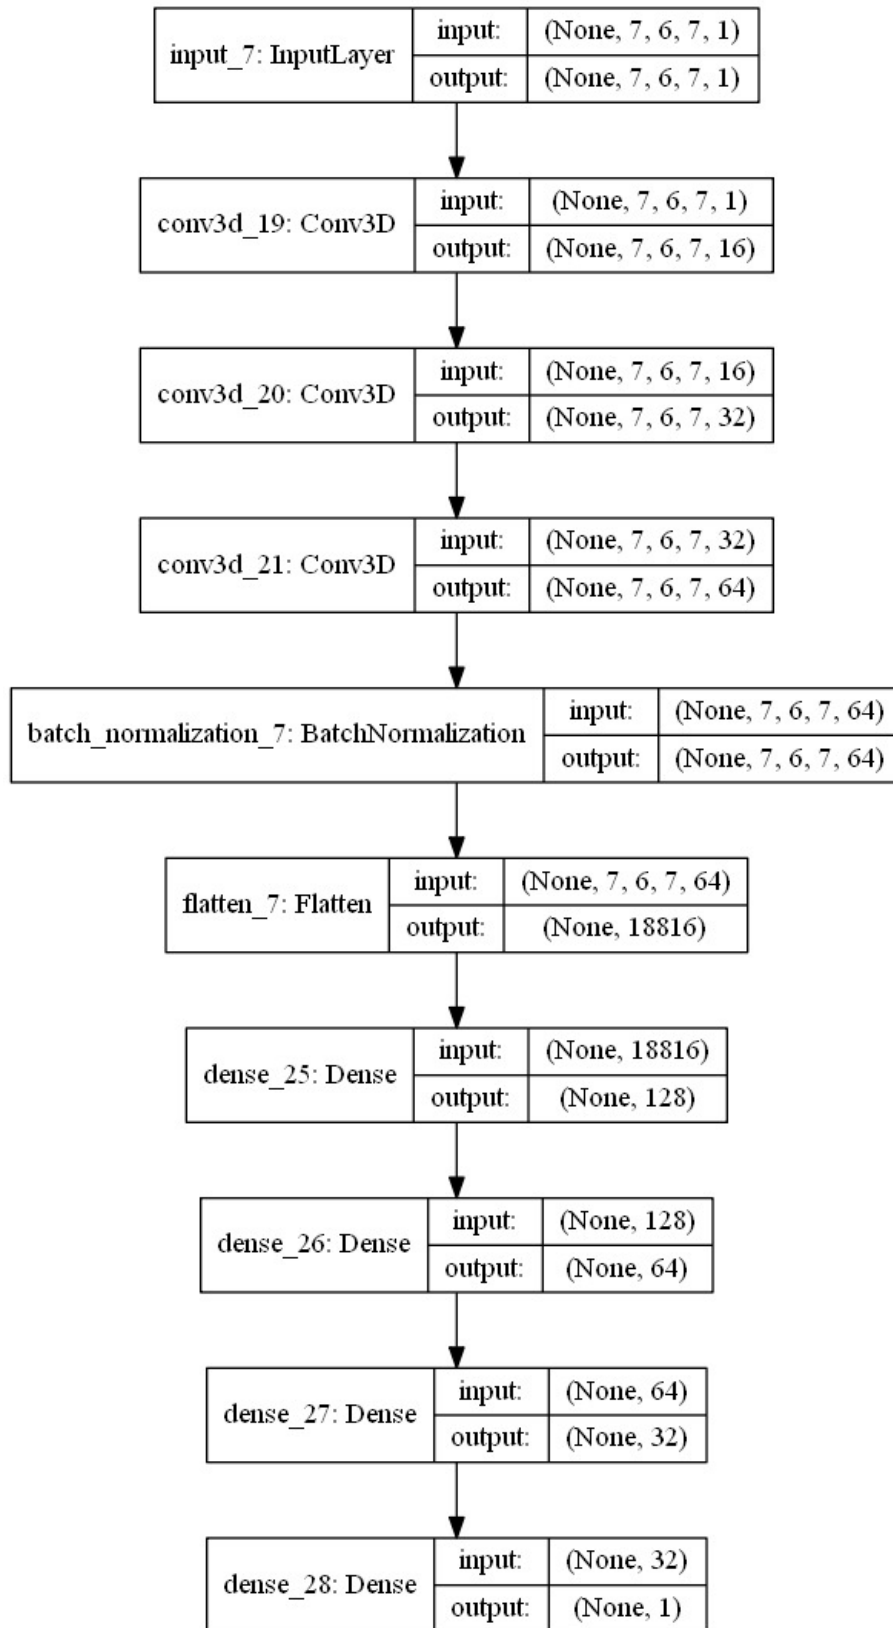 input_7: InputLayer
input: (None, 7, 6, 7, 1)
output: (None, 7, 6, 7, 1)
conv3d_19: Conv3D
input: (None, 7, 6, 7, 1)
output: (None, 7, 6, 7, 16)
conv3d_20: Conv3D
input: (None, 7, 6, 7, 16)
output: (None, 7, 6, 7, 32)
conv3d_21: Conv3D
input: (None, 7, 6, 7, 32)
output: (None, 7, 6, 7, 64)
batch_normalization_7: BatchNormalization
input: (None, 7, 6, 7, 64)
output: (None, 7, 6, 7, 64)
flatten_7: Flatten
input: (None, 7, 6, 7, 64)
output: (None, 18816)
dense_25: Dense
input: (None, 18816)
output: (None, 128)
dense_26: Dense
input: (None, 128)
output: (None, 64)
dense_27: Dense
input: (None, 64)
output: (None, 32)
dense_28: Dense
input: (None, 32)
output: (None, 1)